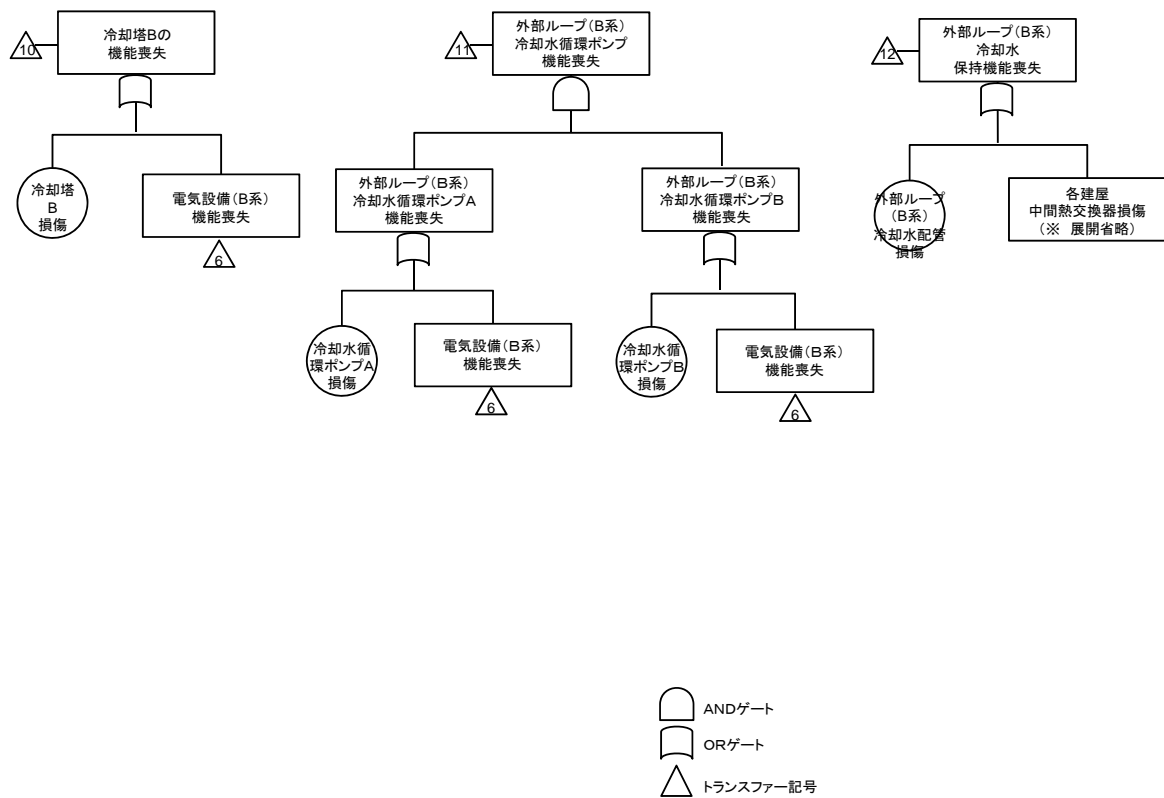 10
冷却塔Bの
機能喪失
11
外部ループ(B系)
冷却水循環ポンプ
機能喪失
12
外部ループ(B系)
冷却水
保持機能喪失
冷却塔
B
損傷
電気設備(B系)
機能喪失
6
外部ループ(B系)
冷却水循環ポンプA
機能喪失
外部ループ(B系)
冷却水循環ポンプB
機能喪失
外部ループ
(B系)
冷却水配管
損傷
各建屋
中間熱交換器損傷
(※ 展開省略)
冷却水循
環ポンプA
損傷
電気設備(B系)
機能喪失
6
冷却水循
環ポンプB
損傷
電気設備(B系)
機能喪失
6
ANDゲート
ORゲート
トランスファー記号